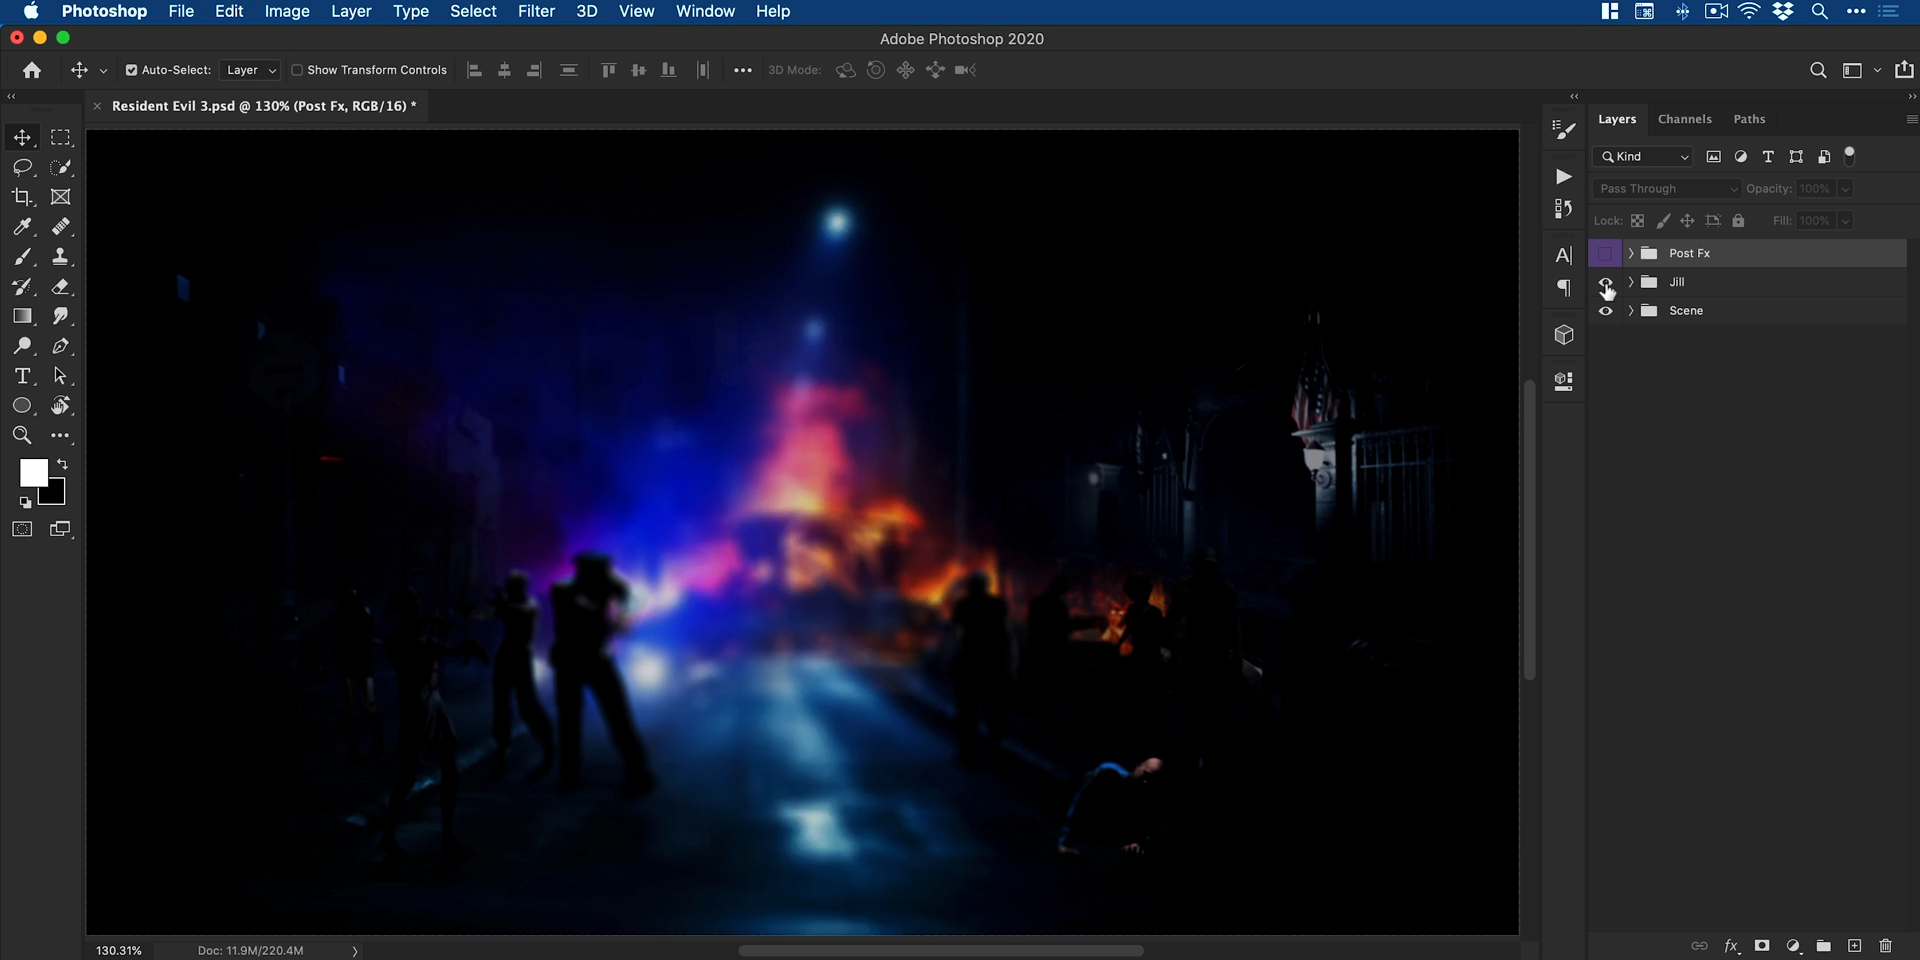 Photoshop File Edit Image Layer Type Select Filter 3D View Window Help
Adobe Photoshop 2020
Auto-Select: Layer Show Transform Controls 3D Mode:
Resident Evil 3.psd @ 130% (Post Fx, RGB/16) *
Layers Channels Paths
Kind
Pass Through Opacity: 100%
Lock: Fill: 100%
Post Fx
Jill
Scene
130.31% Doc: 11.9M/220.4M